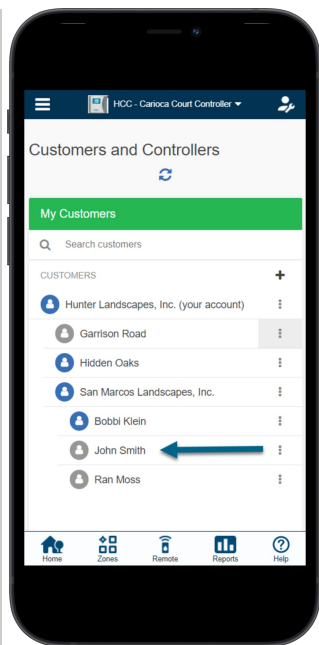 HCC - Carioca Court Controller
Customers and Controllers
My Customers
Search customers
CUSTOMERS
Hunter Landscapes, Inc. (your account)
Garrison Road
Hidden Oaks
San Marcos Landscapes, Inc.
Bobbi Klein
John Smith
Ran Moss
Home Zones Remote Reports Help